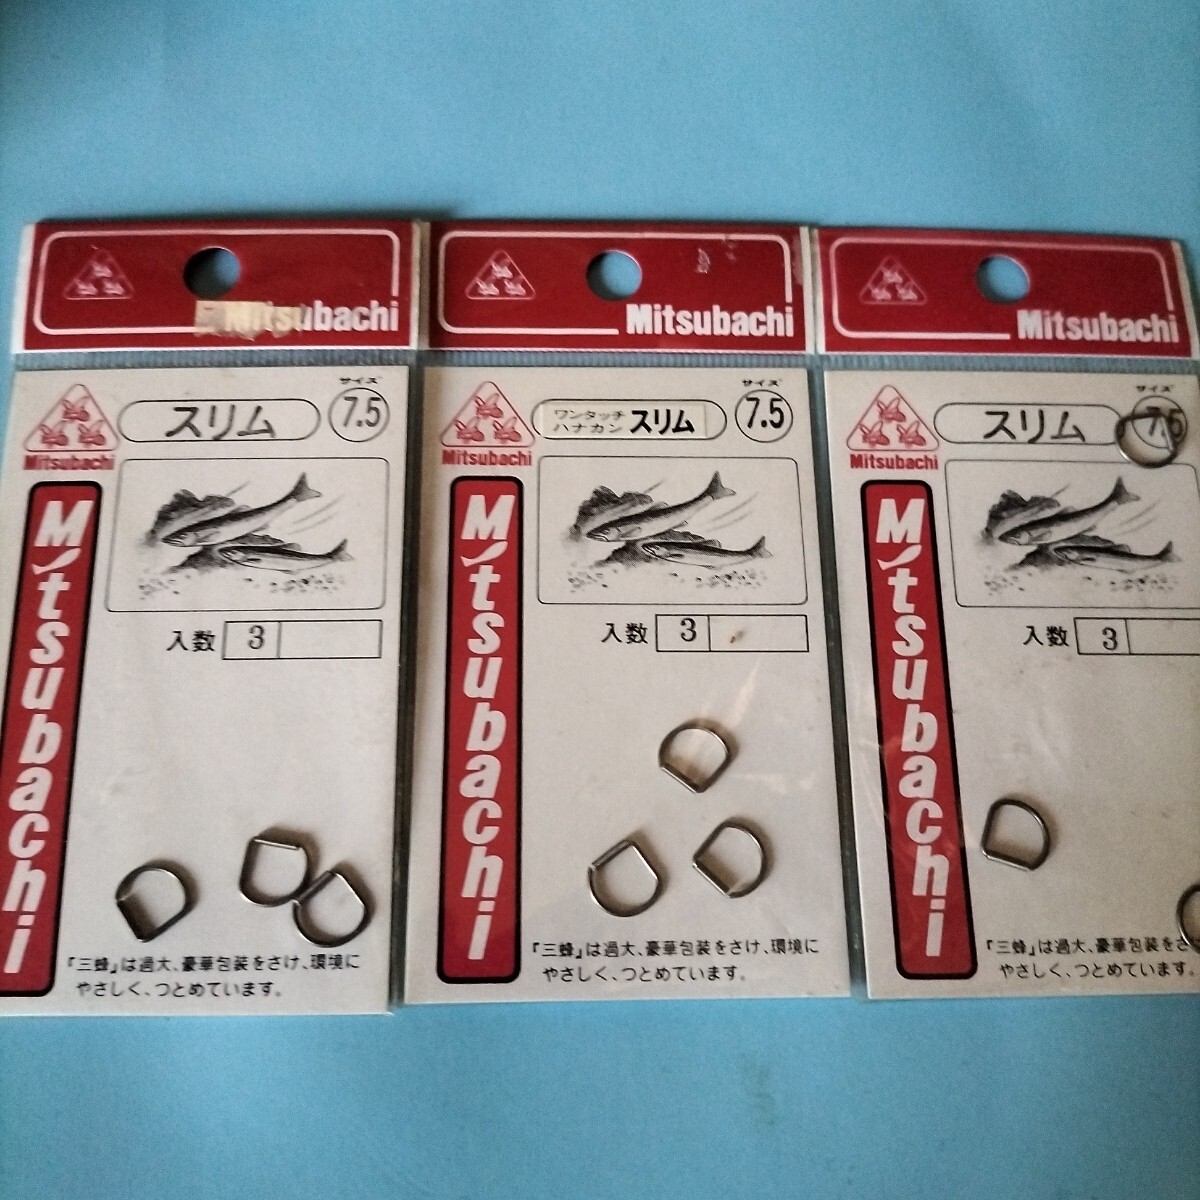 Mitsubachi
サイズ
スリム
7.5
Mitsubachi
Mitsubachi
入数 3
「三蜂」は過大、豪華包装をさけ、環境に
やさしく、つとめています。
Mitsubachi
サイズ
ワンタッチ
ハナカン スリム
7.5
Mitsubachi
Mitsubachi
入数 3
「三蜂」は過大、豪華包装をさけ、環境に
やさしく、つとめています。
Mitsubachi
サイズ
スリム
7.5
Mitsubachi
Mitsubachi
入数 3
「三蜂」は過大、豪華包装をさけ、
やさしく、つとめています。